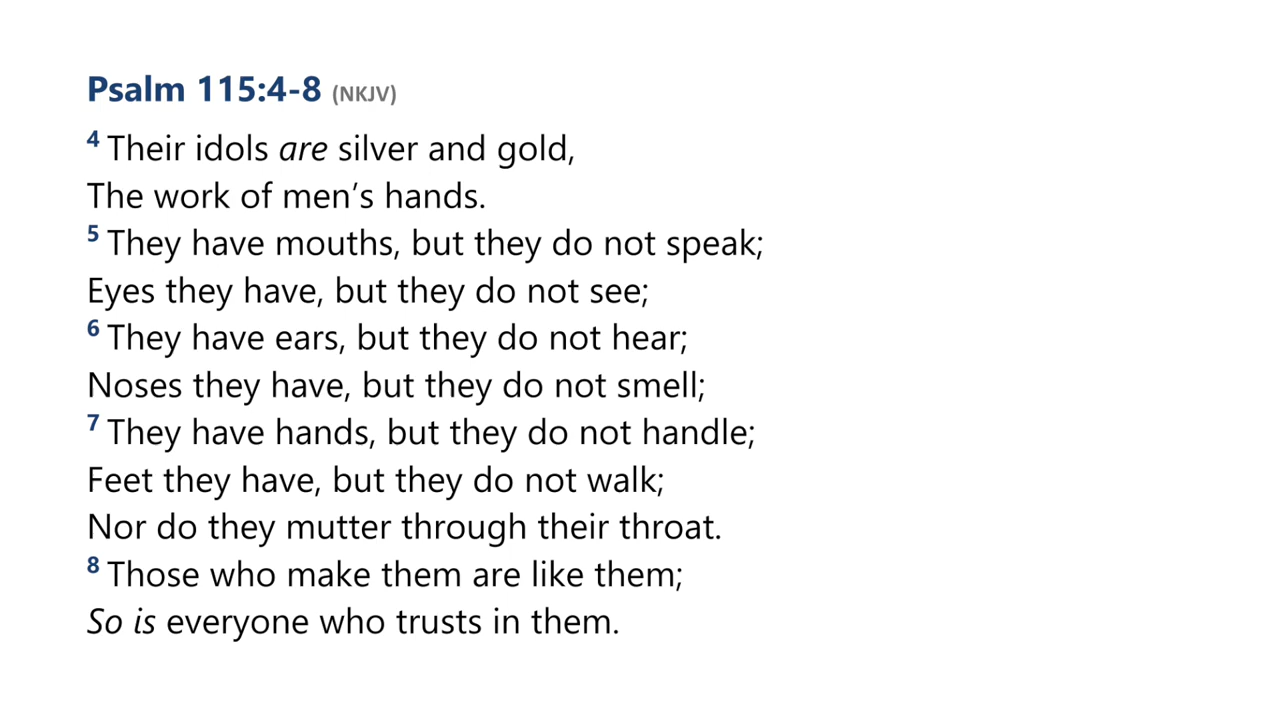 Psalm 115:4-8 (NKJV)
4 Their idols are silver and gold,
The work of men’s hands.
5 They have mouths, but they do not speak;
Eyes they have, but they do not see;
6 They have ears, but they do not hear;
Noses they have, but they do not smell;
7 They have hands, but they do not handle;
Feet they have, but they do not walk;
Nor do they mutter through their throat.
8 Those who make them are like them;
So is everyone who trusts in them.